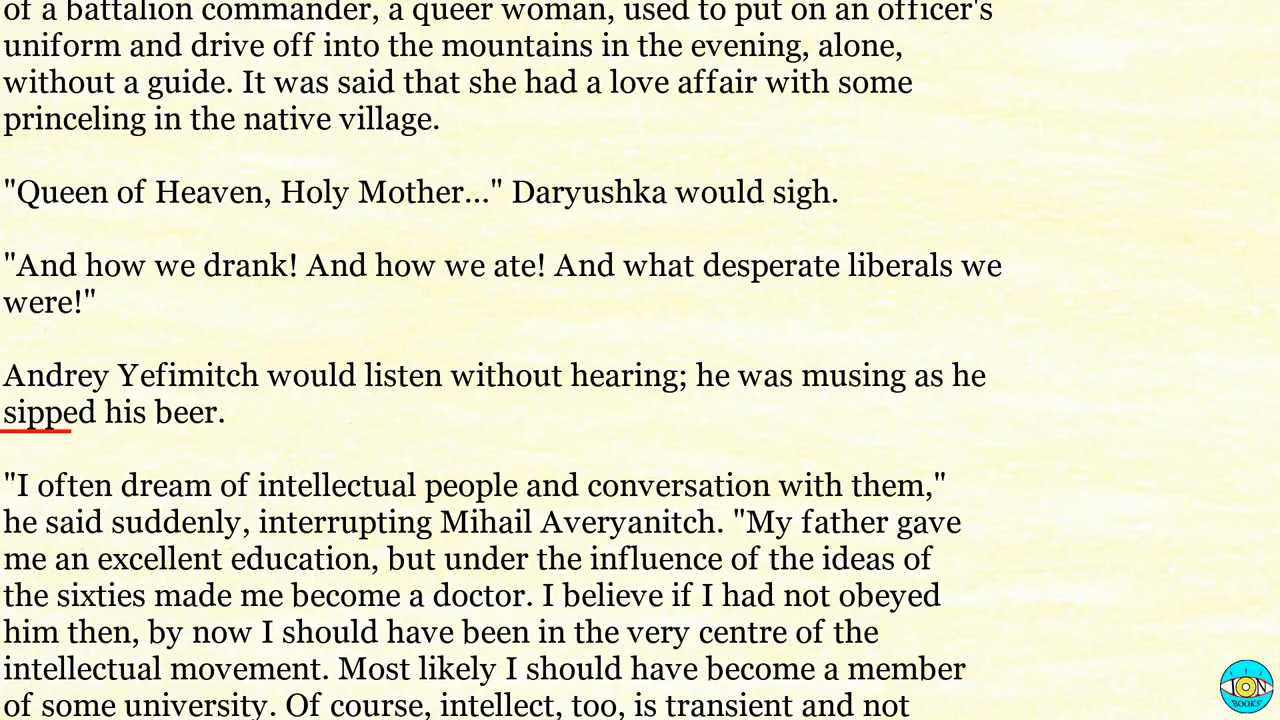 of a battalion commander, a queer woman, used to put on an officer's
uniform and drive off into the mountains in the evening, alone,
without a guide. It was said that she had a love affair with some
princeling in the native village.
"Queen of Heaven, Holy Mother..." Daryushka would sigh.
"And how we drank! And how we ate! And what desperate liberals we
were!"
Andrey Yefimitch would listen without hearing; he was musing as he
sipped his beer.
"I often dream of intellectual people and conversation with them,"
he said suddenly, interrupting Mihail Averyanitch. "My father gave
me an excellent education, but under the influence of the ideas of
the sixties made me become a doctor. I believe if I had not obeyed
him then, by now I should have been in the very centre of the
intellectual movement. Most likely I should have become a member
of some university. Of course, intellect, too, is transient and not
ION
BOOKS